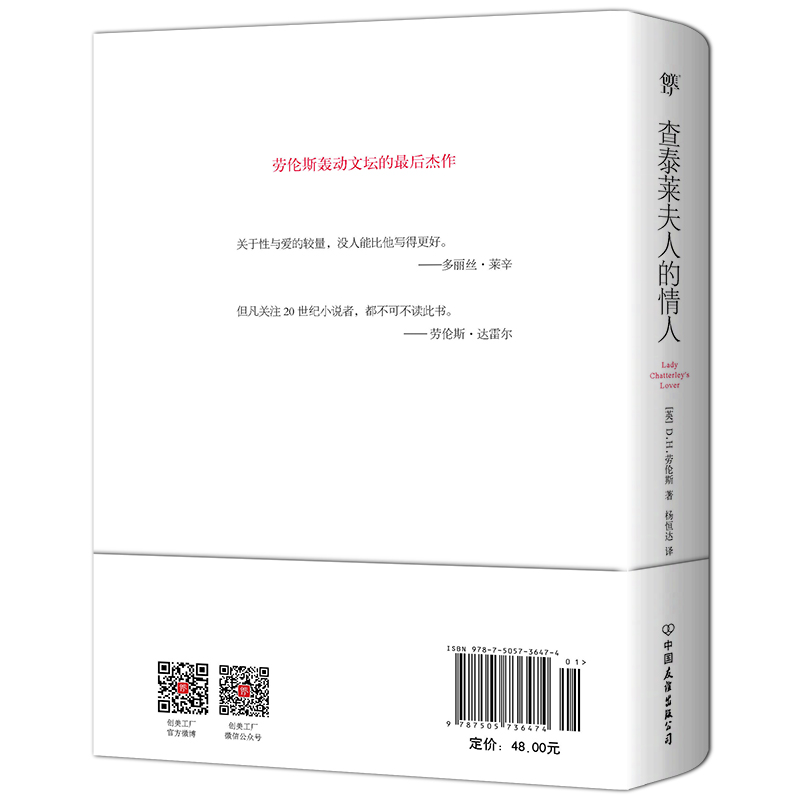 劳伦斯轰动文坛的最后杰作
关于性与爱的较量，没人能比他写得更好。
——多丽丝·莱辛
但凡关注 20 世纪小说者，都不可不读此书。
——劳伦斯·达雷尔
创美工厂
官方微博
创美工厂
微信公众号
ISBN 978-7-5057-3647-4
01>
9 787505 736474
定价：48.00元
创美
查泰莱夫人的情人
Lady
Chatterley's
Lover
[英] D.H.劳伦斯 著
杨恒达 译
中国友谊出版公司